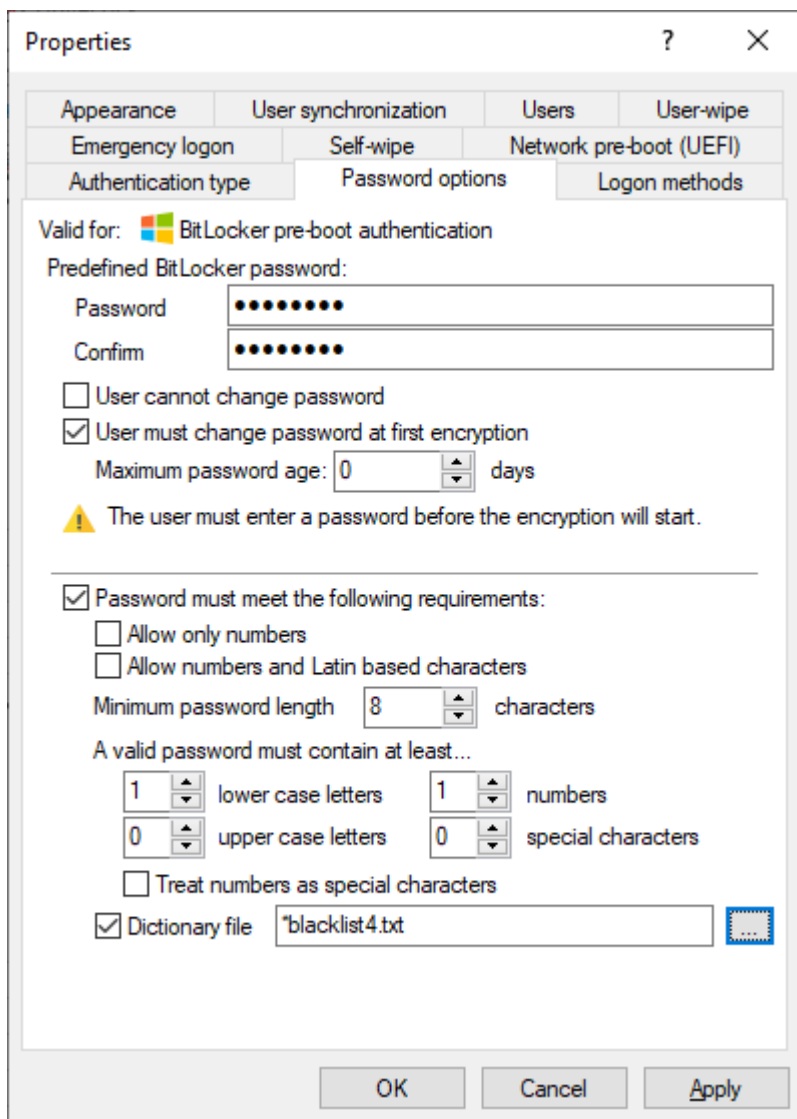 Properties ? ×
Appearance User synchronization Users User-wipe
Emergency logon Self-wipe Network pre-boot (UEFI)
Authentication type Password options Logon methods
Valid for: BitLocker pre-boot authentication
Predefined BitLocker password:
Password ●●●●●●●●
Confirm ●●●●●●●●
User cannot change password
User must change password at first encryption
Maximum password age: 0 days
The user must enter a password before the encryption will start.
Password must meet the following requirements:
Allow only numbers
Allow numbers and Latin based characters
Minimum password length 8 characters
A valid password must contain at least...
1 lower case letters 1 numbers
0 upper case letters 0 special characters
Treat numbers as special characters
Dictionary file *blacklist4.txt ...
OK Cancel Apply